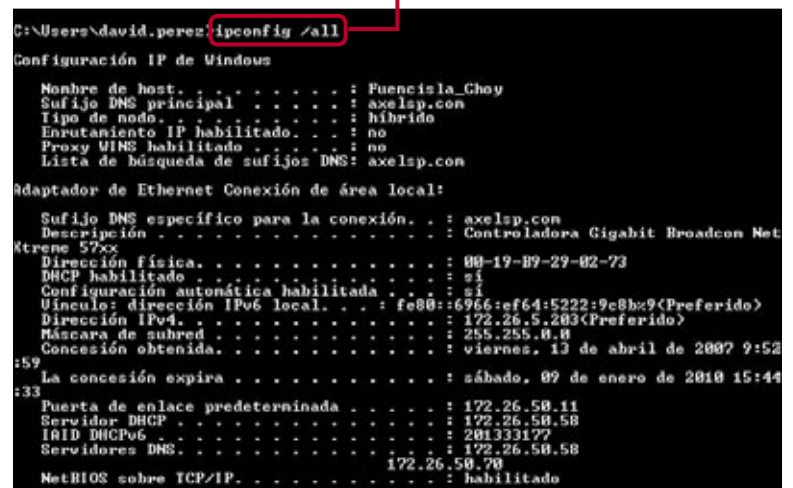 C:\Users\david.perez>ipconfig /all
Configuración IP de Windows
Nombre de host. . . . . . . . . : Fuencisla_Choy
Sufijo DNS principal . . . . . : axelsp.com
Tipo de nodo. . . . . . . . . . : híbrido
Enrutamiento IP habilitado. . . : no
Proxy WINS habilitado . . . . . : no
Lista de búsqueda de sufijos DNS: axelsp.com
Adaptador de Ethernet Conexión de área local:
Sufijo DNS específico para la conexión. . : axelsp.com
Descripción . . . . . . . . . . . . . . . : Controladora Gigabit Broadcom Net
Xtreme 57xx
Dirección física. . . . . . . . . . . . . : 00-19-B9-29-02-73
DHCP habilitado . . . . . . . . . . . . . : sí
Configuración automática habilitada . . . : sí
Vínculo: dirección IPv6 local. . . : fe80::6966:ef64:5222:9c8b%9(Preferido)
Dirección IPv4. . . . . . . . . . . . . . : 172.26.5.203(Preferido)
Máscara de subred . . . . . . . . . . . . : 255.255.0.0
Concesión obtenida. . . . . . . . . . . . : viernes, 13 de abril de 2007 9:52
:59
La concesión expira . . . . . . . . . . . : sábado, 09 de enero de 2010 15:44
:33
Puerta de enlace predeterminada . . . . . : 172.26.50.11
Servidor DHCP . . . . . . . . . . . . . . : 172.26.50.58
IAID DHCPv6 . . . . . . . . . . . . . . . : 201333177
Servidores DNS. . . . . . . . . . . . . . : 172.26.50.58
172.26.50.70
NetBIOS sobre TCP/IP. . . . . . . . . . . : habilitado